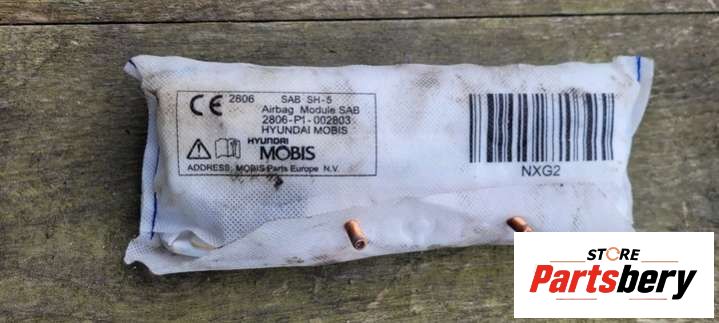 CE 2806
SAB SH-5
Airbag Module SAB
2806-P1-002803
HYUNDAI MOBIS
HYUNDAI
MOBIS
ADDRESS: MOBIS Parts Europe N.V.
NXG2
STORE
Partsbery